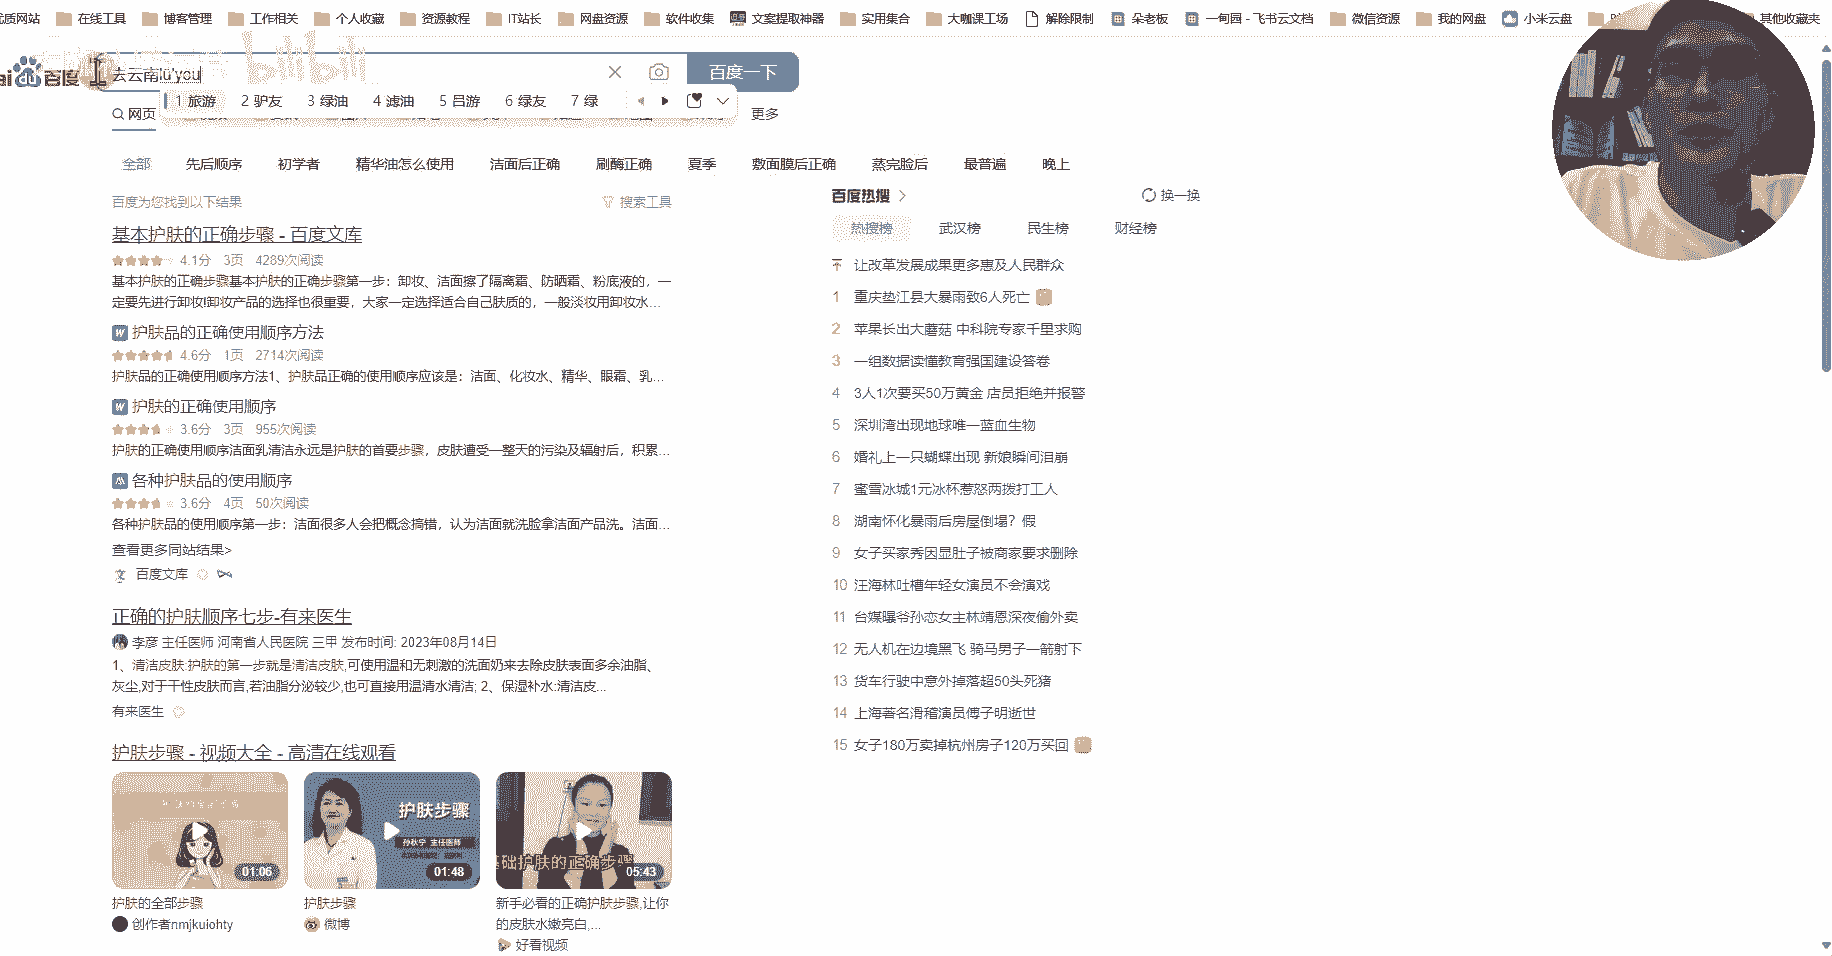 优质网站 在线工具 博客管理 工作相关 个人收藏 资源教程 IT站长 网盘资源 软件收集 文案提取神器 实用集合 大咖课工场 解除限制 朵老板 一甸园 - 飞书云文档 微信资源 我的网盘 小米云盘 其他收藏夹
bilibili
百度 去云南lü'you 百度一下
1 旅游 2 驴友 3 绿油 4 滤油 5 吕游 6 绿友 7 绿
网页 更多
全部 先后顺序 初学者 精华油怎么使用 洁面后正确 刷酶正确 夏季 敷面膜后正确 蒸完脸后 最普遍 晚上
百度为您找到以下结果 搜索工具
基本护肤的正确步骤 - 百度文库
4.1分 3页 4289次阅读
基本护肤的正确步骤基本护肤的正确步骤第一步：卸妆、洁面擦了隔离霜、防晒霜、粉底液的，一
定要先进行卸妆!卸妆产品的选择也很重要，大家一定选择适合自己肤质的，一般淡妆用卸妆水...
护肤品的正确使用顺序方法
4.6分 1页 2714次阅读
护肤品的正确使用顺序方法1、护肤品正确的使用顺序应该是：洁面、化妆水、精华、眼霜、乳...
护肤的正确使用顺序
3.6分 3页 955次阅读
护肤的正确使用顺序洁面乳清洁永远是护肤的首要步骤，皮肤遭受一整天的污染及辐射后，积累...
各种护肤品的使用顺序
3.6分 4页 50次阅读
各种护肤品的使用顺序第一步：洁面很多人会把概念搞错，认为洁面就洗脸拿洁面产品洗。洁面...
查看更多同站结果>
百度文库
正确的护肤顺序七步-有来医生
李彦 主任医师 河南省人民医院 三甲 发布时间: 2023年08月14日
1、清洁皮肤:护肤的第一步就是清洁皮肤,可使用温和无刺激的洗面奶来去除皮肤表面多余油脂、
灰尘,对于干性皮肤而言,若油脂分泌较少,也可直接用温清水清洁; 2、保湿补水:清洁皮...
有来医生
护肤步骤 - 视频大全 - 高清在线观看
01:06
护肤步骤
孙秋宁 主任医师
01:48
基础护肤的正确步骤
05:43
护肤的全部步骤
创作者nmjkuiohty
护肤步骤
微博
新手必看的正确护肤步骤,让你
的皮肤水嫩亮白,...
好看视频
百度热搜 换一换
热搜榜 武汉榜 民生榜 财经榜
让改革发展成果更多惠及人民群众
1 重庆垫江县大暴雨致6人死亡
2 苹果长出大蘑菇 中科院专家千里求购
3 一组数据读懂教育强国建设答卷
4 3人1次要买50万黄金 店员拒绝并报警
5 深圳湾出现地球唯一蓝血生物
6 婚礼上一只蝴蝶出现 新娘瞬间泪崩
7 蜜雪冰城1元冰杯惹怒两拨打工人
8 湖南怀化暴雨后房屋倒塌？假
9 女子买家秀因显肚子被商家要求删除
10 汪海林吐槽年轻女演员不会演戏
11 台媒曝爷孙恋女主林靖恩深夜偷外卖
12 无人机在边境黑飞 骑马男子一箭射下
13 货车行驶中意外掉落超50头死猪
14 上海著名滑稽演员傅子明逝世
15 女子180万卖掉杭州房子120万买回